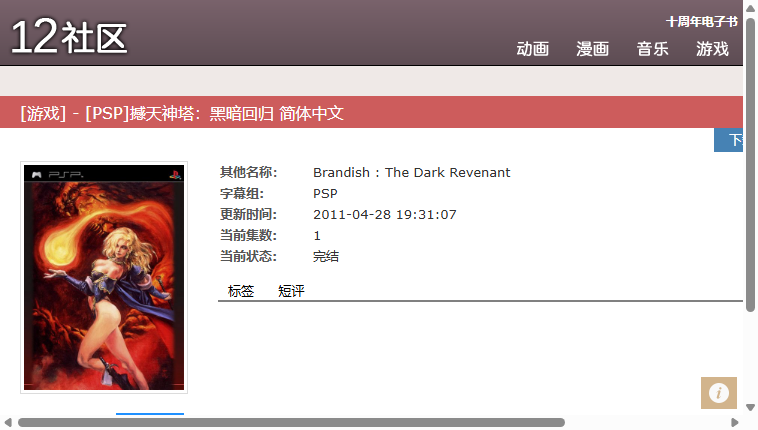 12社区
十周年电子书
动画 漫画 音乐 游戏
[游戏] - [PSP]撼天神塔：黑暗回归 简体中文
PSP
其他名称： Brandish : The Dark Revenant
字幕组： PSP
更新时间： 2011-04-28 19:31:07
当前集数： 1
当前状态： 完结
标签 短评